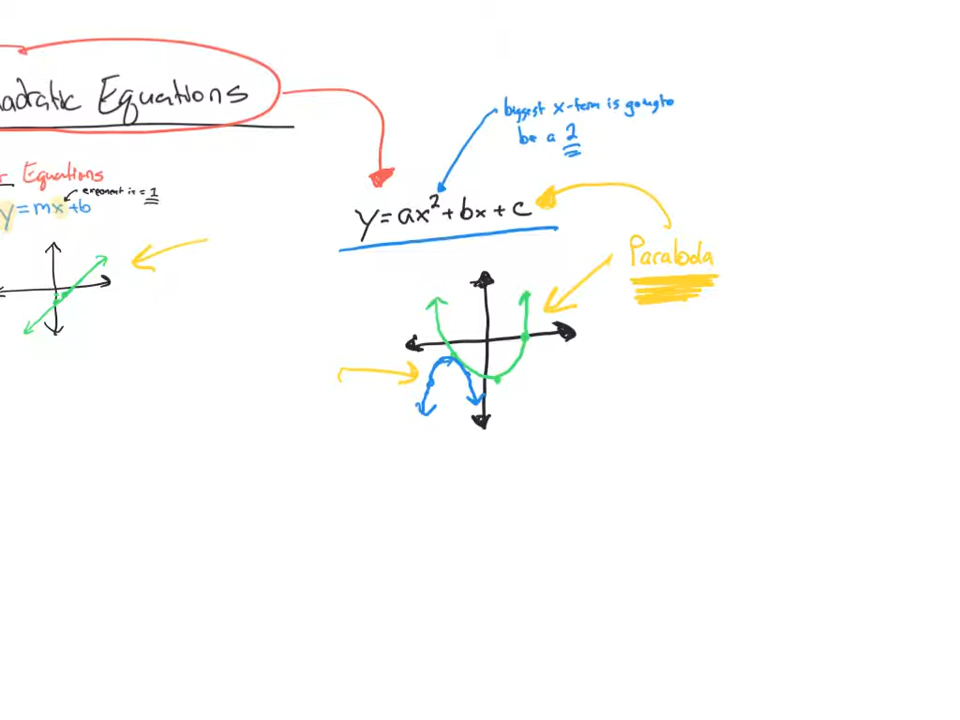 adratic Equations
biggest x-term is going to
be a 2
r Equations
exponent is = 1
y = mx + b
y = ax² + bx + c
Parabola